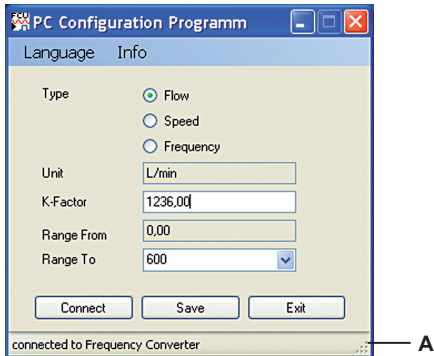 FCU PC Configuration Programm
Language Info
Type Flow
Speed
Frequency
Unit L/min
K-Factor 1236,00
Range From 0,00
Range To 600
Connect Save Exit
connected to Frequency Converter A